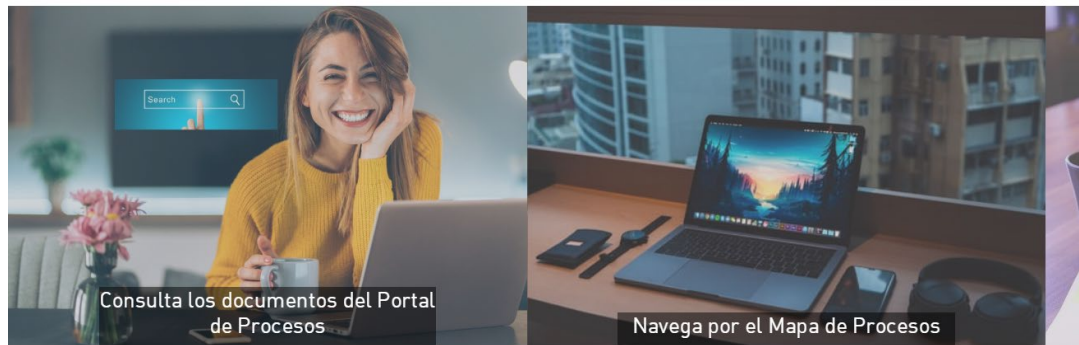 Search
Consulta los documentos del Portal
de Procesos
Navega por el Mapa de Procesos